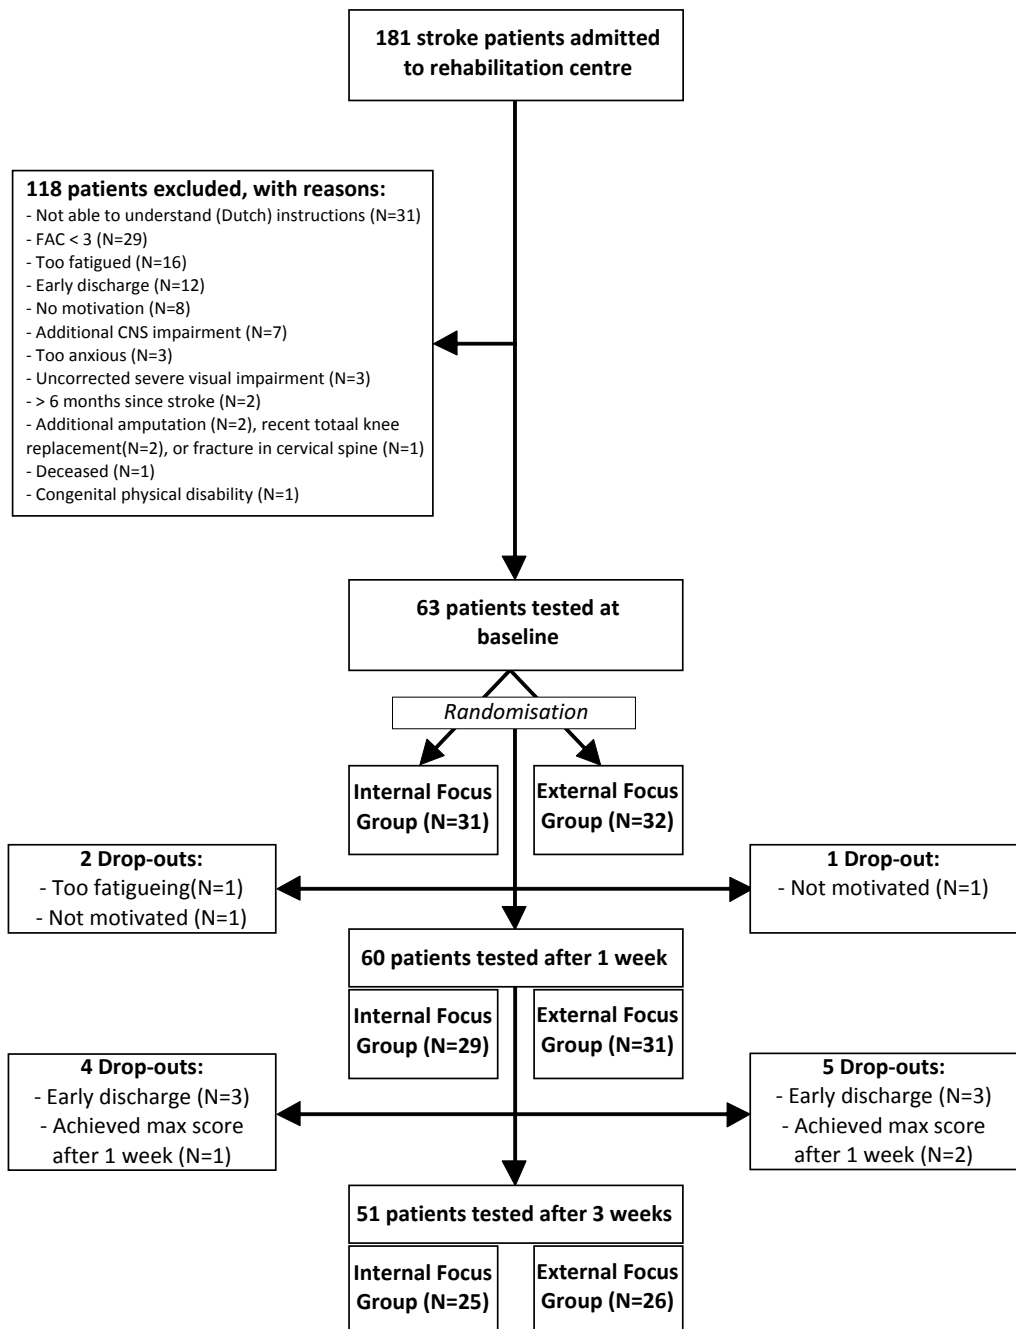 181 stroke patients admitted
to rehabilitation centre
118 patients excluded, with reasons:
- Not able to understand (Dutch) instructions (N=31)
- FAC < 3 (N=29)
- Too fatigued (N=16)
- Early discharge (N=12)
- No motivation (N=8)
- Additional CNS impairment (N=7)
- Too anxious (N=3)
- Uncorrected severe visual impairment (N=3)
- > 6 months since stroke (N=2)
- Additional amputation (N=2), recent totaal knee
replacement(N=2), or fracture in cervical spine (N=1)
- Deceased (N=1)
- Congenital physical disability (N=1)
63 patients tested at
baseline
Randomisation
Internal Focus
Group (N=31)
External Focus
Group (N=32)
2 Drop-outs:
- Too fatigueing(N=1)
- Not motivated (N=1)
1 Drop-out:
- Not motivated (N=1)
60 patients tested after 1 week
Internal Focus
Group (N=29)
External Focus
Group (N=31)
4 Drop-outs:
- Early discharge (N=3)
- Achieved max score
after 1 week (N=1)
5 Drop-outs:
- Early discharge (N=3)
- Achieved max score
after 1 week (N=2)
51 patients tested after 3 weeks
Internal Focus
Group (N=25)
External Focus
Group (N=26)